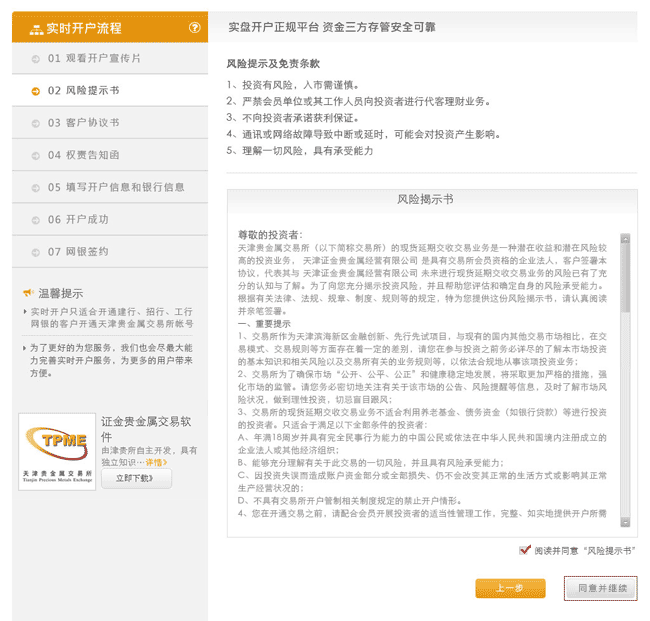 实时开户流程
01 观看开户宣传片
02 风险提示书
03 客户协议书
04 权责告知函
05 填写开户信息和银行信息
06 开户成功
07 网银签约
温馨提示
实时开户只适合开通建行、招行、工行
网银的客户开通天津贵金属交易所帐号
为了更好的为您服务，我们也会尽最大能
力完善实时开户服务，为更多的用户带来
方便。
TPME
天津贵金属交易所
Tianjin Precious Metals Exchange
证金贵金属交易软
件
由津贵所自主开发，具有
独立知识···详情>
立即下载>
实盘开户正规平台 资金三方存管安全可靠
风险提示及免责条款
1、投资有风险，入市需谨慎。
2、严禁会员单位或其工作人员向投资者进行代客理财业务。
3、不向投资者承诺获利保证。
4、通讯或网络故障导致中断或延时，可能会对投资产生影响。
5、理解一切风险，具有承受能力
风险揭示书
尊敬的投资者：
天津贵金属交易所（以下简称交易所）的现货延期交收交易业务是一种潜在收益和潜在风险较
高的投资业务， 天津证金贵金属经营有限公司 是具有交易所会员资格的企业法人，客户签署本
协议，代表其与 天津证金贵金属经营有限公司 未来进行现货延期交收交易业务的风险已有了充
分的认知与了解。为了向您充分揭示投资风险，并且帮助您评估和确定自身的风险承受能力。
根据有关法律、法规、规章、制度、规则等的规定，特为您提供这份风险揭示书，请认真阅读
并亲笔签署。
一、重要提示
1、交易所作为天津滨海新区金融创新、先行先试项目，与现有的国内其他交易市场相比，在交
易模式、交易规则等方面存在着一定的差别，请您在参与投资之前务必详尽的了解本市场投资
的基本知识和相关风险以及交易所有关的业务规则等，以依法合规地从事该项投资业务；
2、交易所为了确保市场“公开、公平、公正”和健康稳定地发展，将采取更加严格的措施，强
化市场的监管。请您务必密切地关注有关于该市场的公告、风险提醒等信息，及时了解市场风
险状况，做到理性投资，切忌盲目跟风；
3、交易所的现货延期交收交易业务不适合利用养老基金、债务资金（如银行贷款）等进行投资
的投资者。只适合于满足以下全部条件的投资者：
A、年满18周岁并具有完全民事行为能力的中国公民或依法在中华人民共和国境内注册成立的
企业法人或其他经济组织；
B、能够充分理解有关于此交易的一切风险，并且具有风险承受能力；
C、因投资失误而造成账户资金部分或全部损失、仍不会改变其正常的生活方式或影响其正常
生产经营状况的；
D、不具有交易所开户管制相关制度规定的禁止开户情形。
4、您在开通交易之前，请配合会员开展投资者的适当性管理工作，完整、如实地提供开户所需
阅读并同意“风险提示书”
上一步
同意并继续